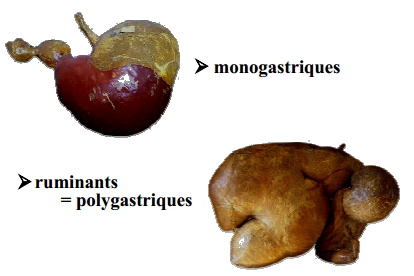 ➢ monogastriques
➢ ruminants
= polygastriques